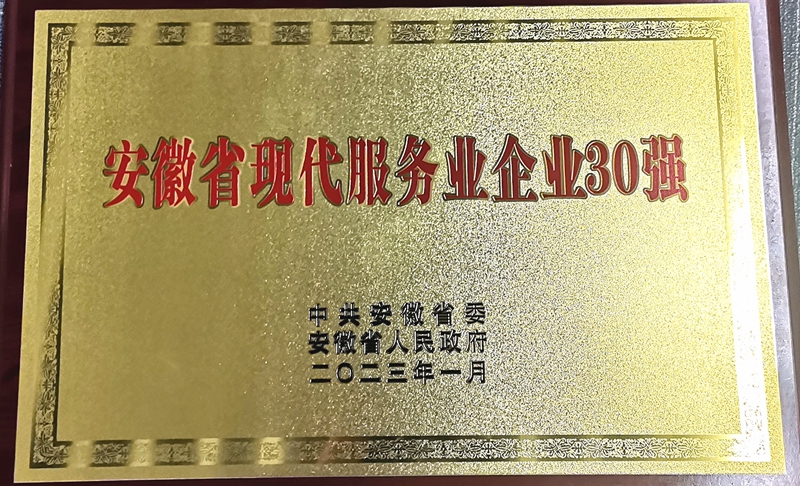 安徽省现代服务业企业30强
中共安徽省委
安徽省人民政府
二〇二三年一月